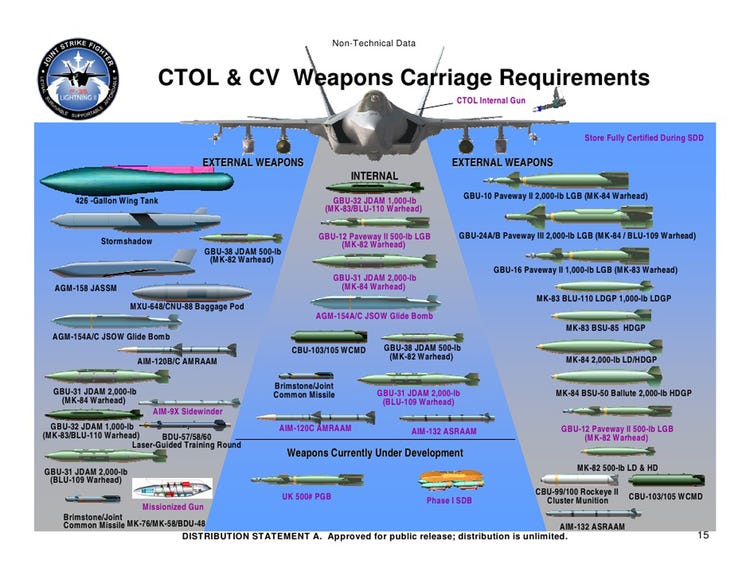 Non-Technical Data
JOINT STRIKE FIGHTER
LIGHTNING II
CTOL & CV Weapons Carriage Requirements
CTOL Internal Gun
Store Fully Certified During SDD
EXTERNAL WEAPONS
426 -Gallon Wing Tank
Stormshadow
GBU-38 JDAM 500-lb
(MK-82 Warhead)
AGM-158 JASSM
MXU-648/CNU-88 Baggage Pod
AGM-154A/C JSOW Glide Bomb
AIM-120B/C AMRAAM
GBU-31 JDAM 2,000-lb
(MK-84 Warhead)
AIM-9X Sidewinder
GBU-32 JDAM 1,000-lb
(MK-83/BLU-110 Warhead)
BDU-57/58/60
Laser-Guided Training Round
GBU-31 JDAM 2,000-lb
(BLU-109 Warhead)
Missionized Gun
Brimstone/Joint
Common Missile
MK-76/MK-58/BDU-48
INTERNAL
GBU-32 JDAM 1,000-lb
(MK-83/BLU-110 Warhead)
GBU-12 Paveway II 500-lb LGB
(MK-82 Warhead)
GBU-31 JDAM 2,000-lb
(MK-84 Warhead)
AGM-154A/C JSOW Glide Bomb
CBU-103/105 WCMD
GBU-38 JDAM 500-lb
(MK-82 Warhead)
Brimstone/Joint
Common Missile
GBU-31 JDAM 2,000-lb
(BLU-109 Warhead)
AIM-120C AMRAAM
AIM-132 ASRAAM
Weapons Currently Under Development
UK 500# PGB
Phase I SDB
EXTERNAL WEAPONS
GBU-10 Paveway II 2,000-lb LGB (MK-84 Warhead)
GBU-24A/B Paveway III 2,000-lb LGB (MK-84 / BLU-109 Warhead)
GBU-16 Paveway II 1,000-lb LGB (MK-83 Warhead)
MK-83 BLU-110 LDGP 1,000-lb LDGP
MK-83 BSU-85 HDGP
MK-84 2,000-lb LD/HDGP
MK-84 BSU-50 Ballute 2,000-lb HDGP
GBU-12 Paveway II 500-lb LGB
(MK-82 Warhead)
MK-82 500-lb LD & HD
CBU-99/100 Rockeye II
Cluster Munition
CBU-103/105 WCMD
AIM-132 ASRAAM
DISTRIBUTION STATEMENT A. Approved for public release; distribution is unlimited.
15